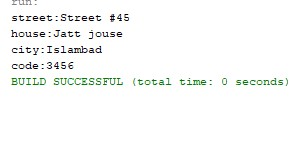 run:
street:Street #45
house:Jatt jouse
city:Islambad
code:3456
BUILD SUCCESSFUL (total time: 0 seconds)